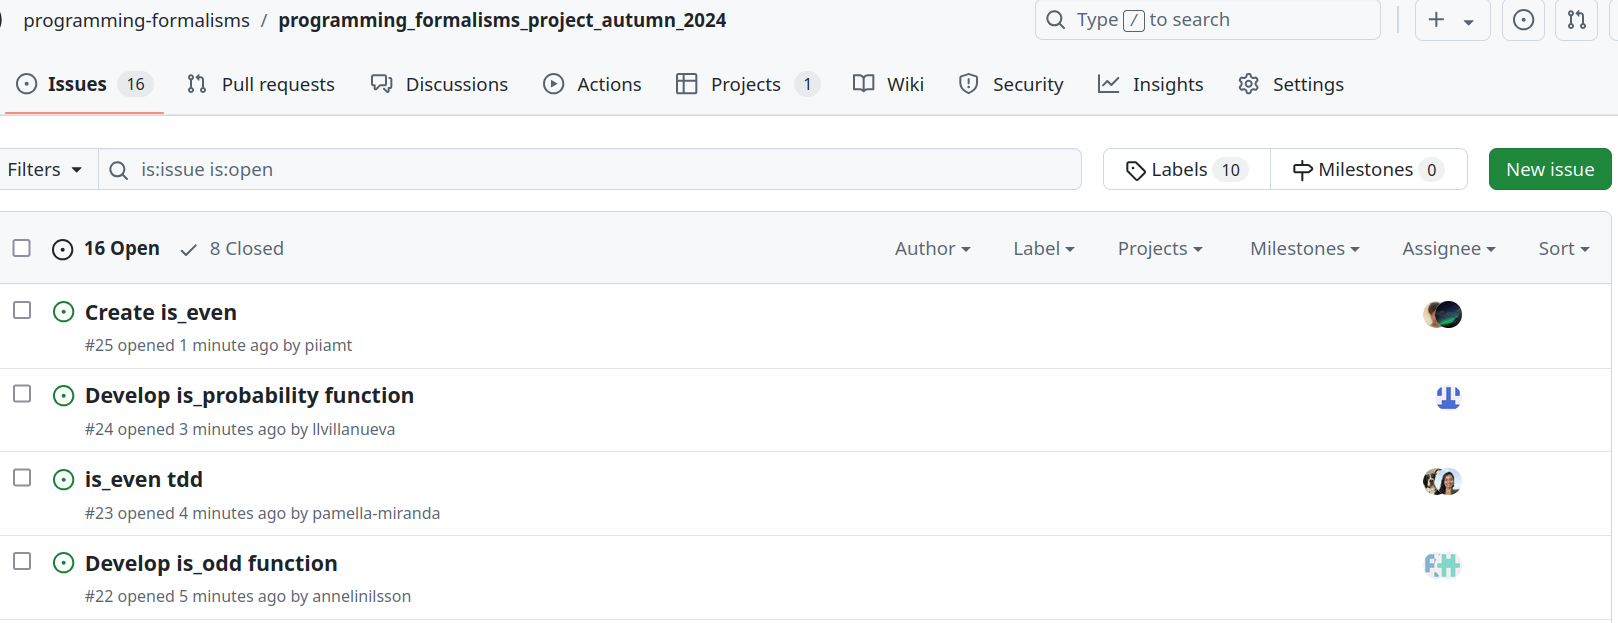 programming-formalisms / programming_formalisms_project_autumn_2024
Type / to search
Issues 16 Pull requests Discussions Actions Projects 1 Wiki Security Insights Settings
Filters is:issue is:open Labels 10 Milestones 0 New issue
16 Open 8 Closed Author Label Projects Milestones Assignee Sort
Create is_even
#25 opened 1 minute ago by piiamt
Develop is_probability function
#24 opened 3 minutes ago by llvillanueva
is_even tdd
#23 opened 4 minutes ago by pamella-miranda
Develop is_odd function
#22 opened 5 minutes ago by annelinilsson